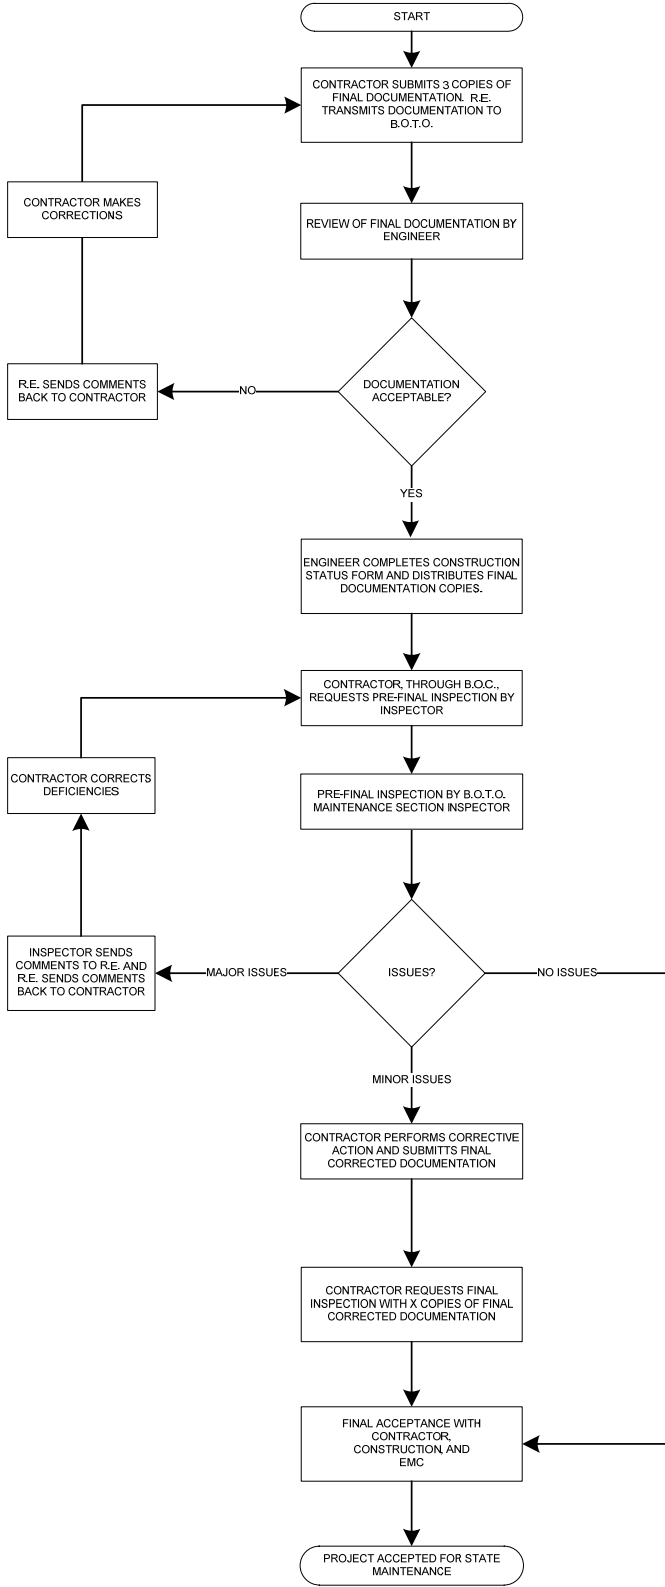 START
CONTRACTOR SUBMITS 3 COPIES OF
FINAL DOCUMENTATION. R.E.
TRANSMITS DOCUMENTATION TO
B.O.T.O.
CONTRACTOR MAKES
CORRECTIONS
REVIEW OF FINAL DOCUMENTATION BY
ENGINEER
DOCUMENTATION
ACCEPTABLE?
NO
R.E. SENDS COMMENTS
BACK TO CONTRACTOR
YES
ENGINEER COMPLETES CONSTRUCTION
STATUS FORM AND DISTRIBUTES FINAL
DOCUMENTATION COPIES.
CONTRACTOR, THROUGH B.O.C.,
REQUESTS PRE-FINAL INSPECTION BY
INSPECTOR
CONTRACTOR CORRECTS
DEFICIENCIES
PRE-FINAL INSPECTION BY B.O.T.O.
MAINTENANCE SECTION INSPECTOR
INSPECTOR SENDS
COMMENTS TO R.E. AND
R.E. SENDS COMMENTS
BACK TO CONTRACTOR
MAJOR ISSUES
ISSUES?
NO ISSUES
MINOR ISSUES
CONTRACTOR PERFORMS CORRECTIVE
ACTION AND SUBMITTS FINAL
CORRECTED DOCUMENTATION
CONTRACTOR REQUESTS FINAL
INSPECTION WITH X COPIES OF FINAL
CORRECTED DOCUMENTATION
FINAL ACCEPTANCE WITH
CONTRACTOR,
CONSTRUCTION, AND
EMC
PROJECT ACCEPTED FOR STATE
MAINTENANCE